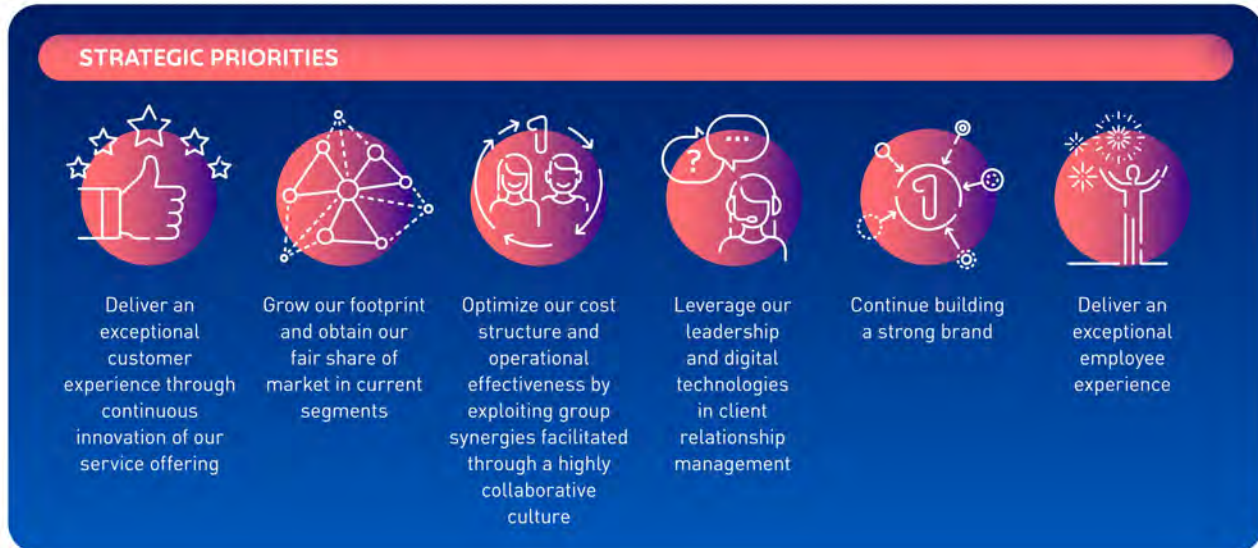 STRATEGIC PRIORITIES
1
?
...
1
Deliver an
exceptional
customer
experience through
continuous
innovation of our
service offering
Grow our footprint
and obtain our
fair share of
market in current
segments
Optimize our cost
structure and
operational
effectiveness by
exploiting group
synergies facilitated
through a highly
collaborative
culture
Leverage our
leadership
and digital
technologies
in client
relationship
management
Continue building
a strong brand
Deliver an
exceptional
employee
experience